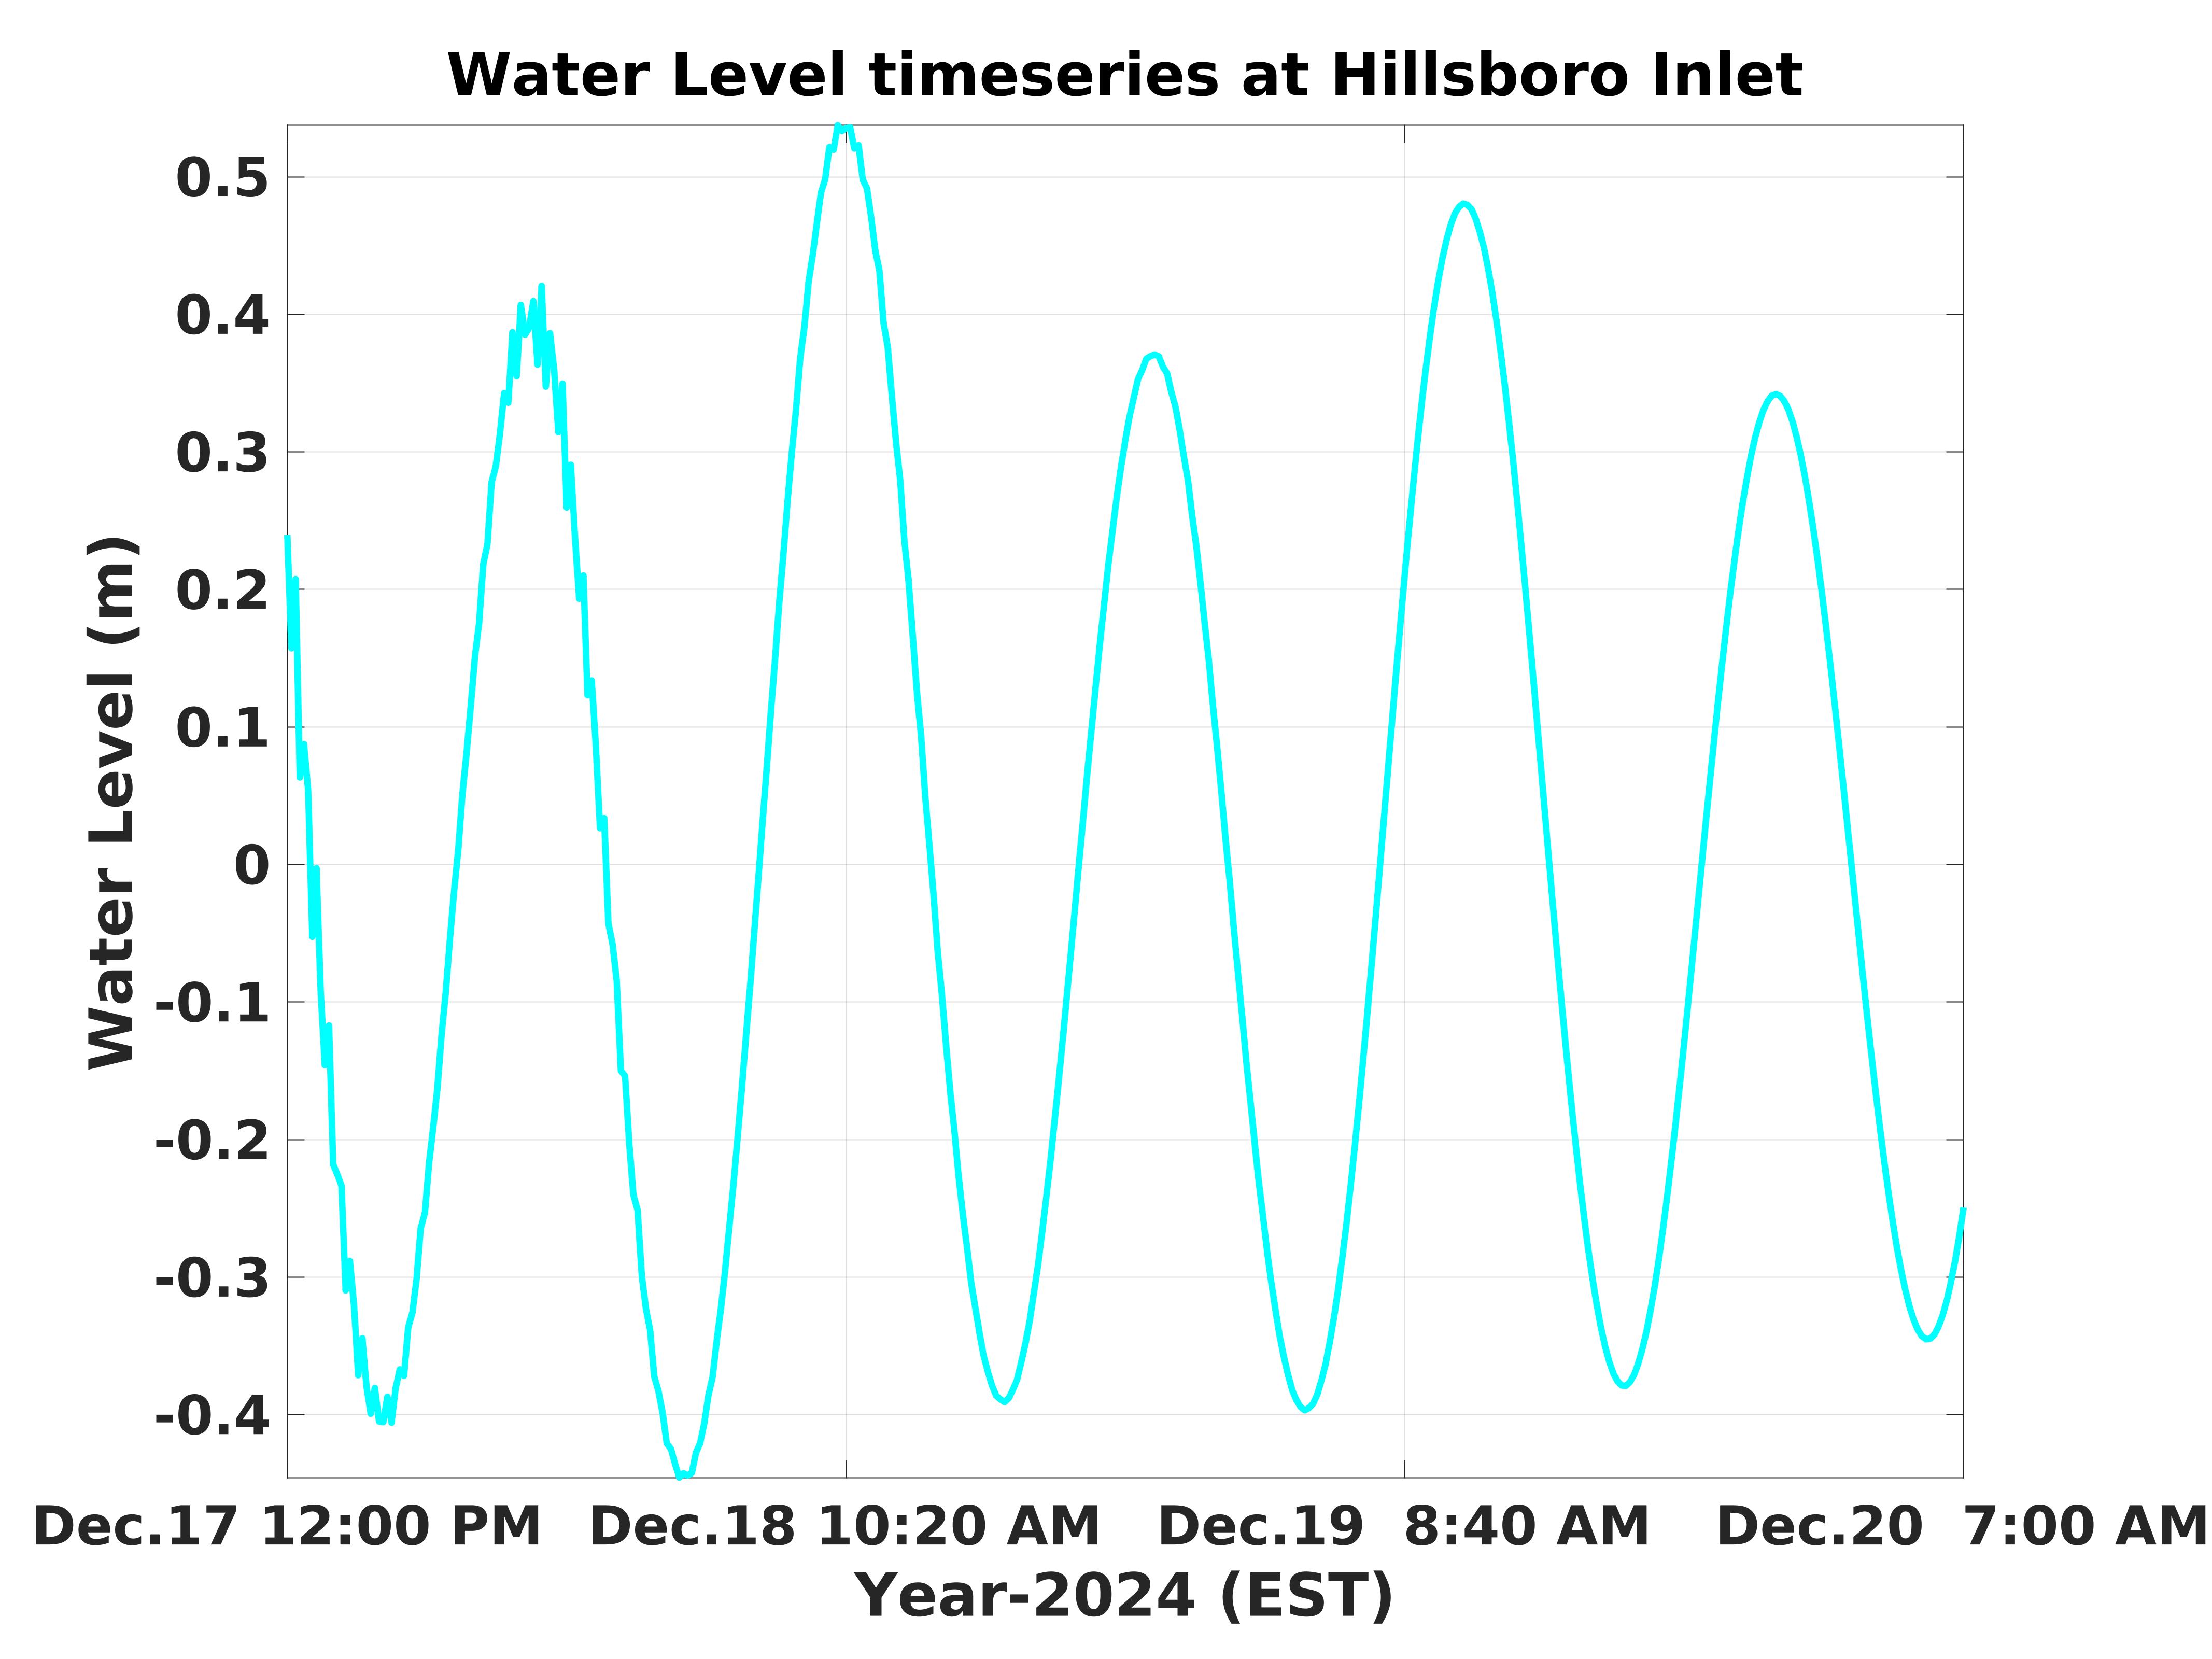 Water Level timeseries at Hillsboro Inlet
0.5
0.4
0.3
0.2
0.1
0
-0.1
-0.2
-0.3
-0.4
Water Level (m)
Dec.17 12:00 PM Dec.18 10:20 AM Dec.19 8:40 AM Dec.20 7:00 AM
Year-2024 (EST)